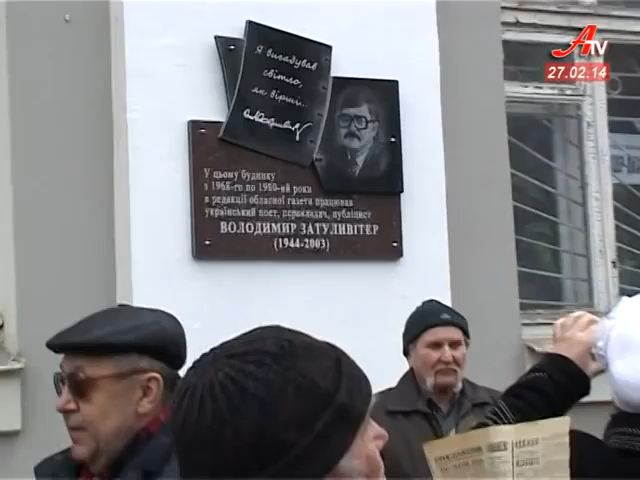 ATV
27.02.14
Я вигадував
світло,
як вірші...
У цьому будинку
з 1968-го по 1980-ий роки
в редакції обласної газети працював
український поет, перекладач, публіцист
ВОЛОДИМИР ЗАТУЛИВІТЕР
(1944-2003)